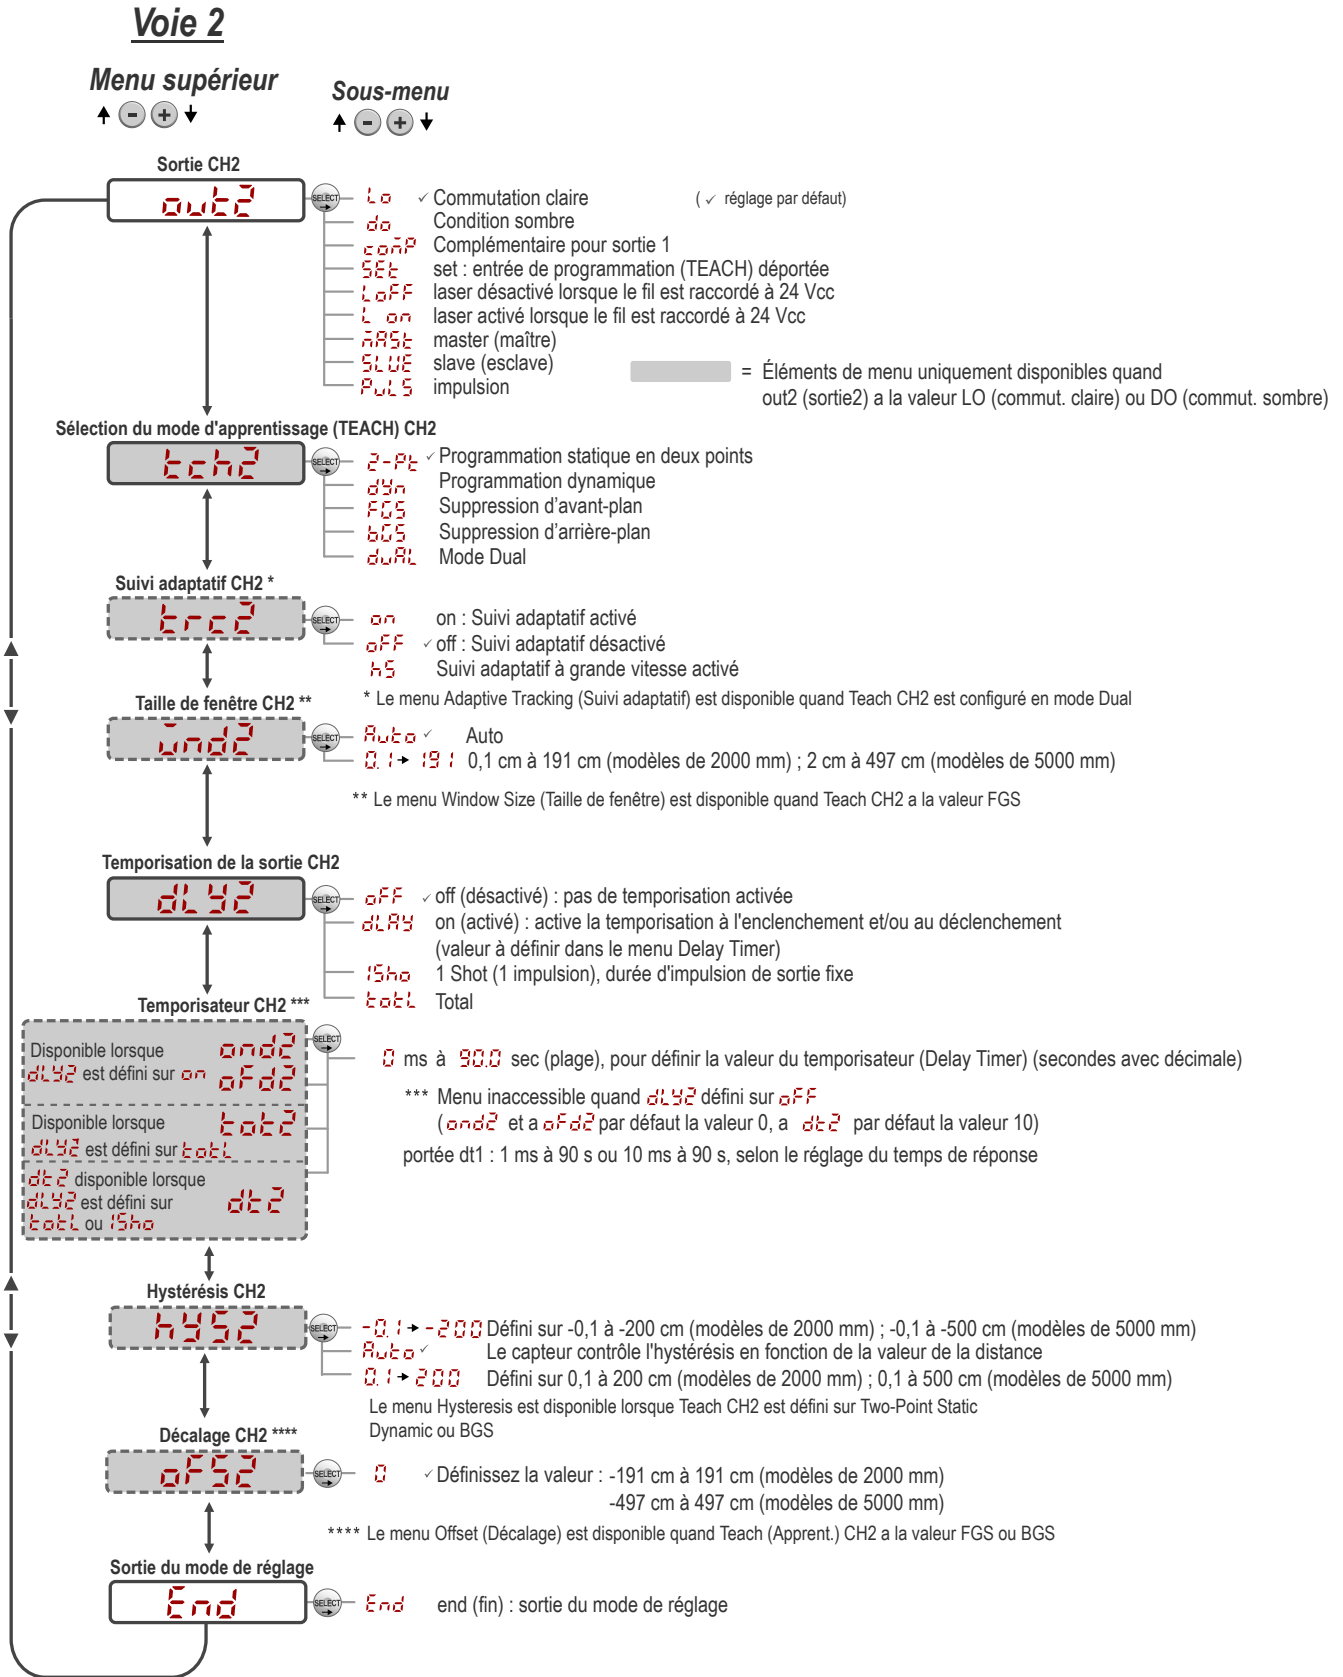 Voie 2
Menu supérieur
Sous-menu
- +
- +
Sortie CH2
out2
SELECT
Lo ✓ Commutation claire
( ✓ réglage par défaut)
do Condition sombre
comP Complémentaire pour sortie 1
SEt set : entrée de programmation (TEACH) déportée
LoFF laser désactivé lorsque le fil est raccordé à 24 Vcc
L on laser activé lorsque le fil est raccordé à 24 Vcc
mASt master (maître)
SLVE slave (esclave)
PuLS impulsion
= Éléments de menu uniquement disponibles quand
out2 (sortie2) a la valeur LO (commut. claire) ou DO (commut. sombre)
Sélection du mode d'apprentissage (TEACH) CH2
tch2
SELECT
2-Pt ✓ Programmation statique en deux points
dyn Programmation dynamique
FGS Suppression d'avant-plan
bGS Suppression d'arrière-plan
duAL Mode Dual
Suivi adaptatif CH2 *
trc2
SELECT
on on : Suivi adaptatif activé
oFF ✓ off : Suivi adaptatif désactivé
hS Suivi adaptatif à grande vitesse activé
* Le menu Adaptive Tracking (Suivi adaptatif) est disponible quand Teach CH2 est configuré en mode Dual
Taille de fenêtre CH2 **
wnd2
SELECT
Auto ✓ Auto
0.1 → 191 0,1 cm à 191 cm (modèles de 2000 mm) ; 2 cm à 497 cm (modèles de 5000 mm)
** Le menu Window Size (Taille de fenêtre) est disponible quand Teach CH2 a la valeur FGS
Temporisation de la sortie CH2
dLY2
SELECT
oFF ✓ off (désactivé) : pas de temporisation activée
dLAY on (activé) : active la temporisation à l'enclenchement et/ou au déclenchement
(valeur à définir dans le menu Delay Timer)
1Sho 1 Shot (1 impulsion), durée d'impulsion de sortie fixe
totL Total
Temporisateur CH2 ***
SELECT
Disponible lorsque ond2
dLY2 est défini sur on oFd2
0 ms à 90.0 sec (plage), pour définir la valeur du temporisateur (Delay Timer) (secondes avec décimale)
*** Menu inaccessible quand dLY2 défini sur oFF
( ond2 et a oFd2 par défaut la valeur 0, a dt2 par défaut la valeur 10)
portée dt1 : 1 ms à 90 s ou 10 ms à 90 s, selon le réglage du temps de réponse
Disponible lorsque tot2
dLY2 est défini sur totL
dt2 disponible lorsque
dLY2 est défini sur dt2
totL ou 1Sho
Hystérésis CH2
hYS2
SELECT
-0.1 → -200 Défini sur -0,1 à -200 cm (modèles de 2000 mm) ; -0,1 à -500 cm (modèles de 5000 mm)
Auto ✓ Le capteur contrôle l'hystérésis en fonction de la valeur de la distance
0.1 → 200 Défini sur 0,1 à 200 cm (modèles de 2000 mm) ; 0,1 à 500 cm (modèles de 5000 mm)
Le menu Hysteresis est disponible lorsque Teach CH2 est défini sur Two-Point Static
Dynamic ou BGS
Décalage CH2 ****
oFS2
SELECT
0 ✓ Définissez la valeur : -191 cm à 191 cm (modèles de 2000 mm)
-497 cm à 497 cm (modèles de 5000 mm)
**** Le menu Offset (Décalage) est disponible quand Teach (Apprent.) CH2 a la valeur FGS ou BGS
Sortie du mode de réglage
End
SELECT
End end (fin) : sortie du mode de réglage